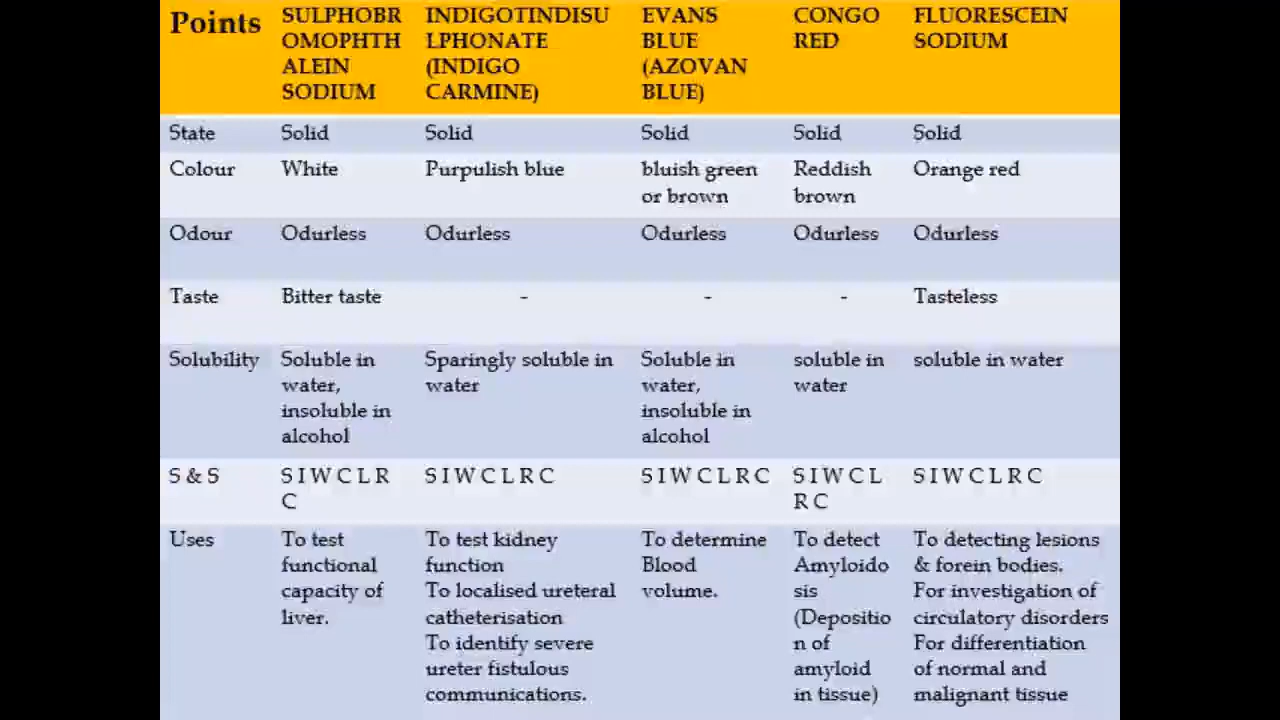 Points
SULPHOBR
OMOPHTH
ALEIN
SODIUM
INDIGOTINDISU
LPHONATE
(INDIGO
CARMINE)
EVANS
BLUE
(AZOVAN
BLUE)
CONGO
RED
FLUORESCEIN
SODIUM
State
Solid
Solid
Solid
Solid
Solid
Colour
White
Purpulish blue
bluish green
or brown
Reddish
brown
Orange red
Odour
Odurless
Odurless
Odurless
Odurless
Odurless
Taste
Bitter taste
-
-
-
Tasteless
Solubility
Soluble in
water,
insoluble in
alcohol
Sparingly soluble in
water
Soluble in
water,
insoluble in
alcohol
soluble in
water
soluble in water
S & S
S I W C L R
C
S I W C L R C
S I W C L R C
S I W C L
R C
S I W C L R C
Uses
To test
functional
capacity of
liver.
To test kidney
function
To localised ureteral
catheterisation
To identify severe
ureter fistulous
communications.
To determine
Blood
volume.
To detect
Amyloido
sis
(Depositio
n of
amyloid
in tissue)
To detecting lesions
& forein bodies.
For investigation of
circulatory disorders
For differentiation
of normal and
malignant tissue